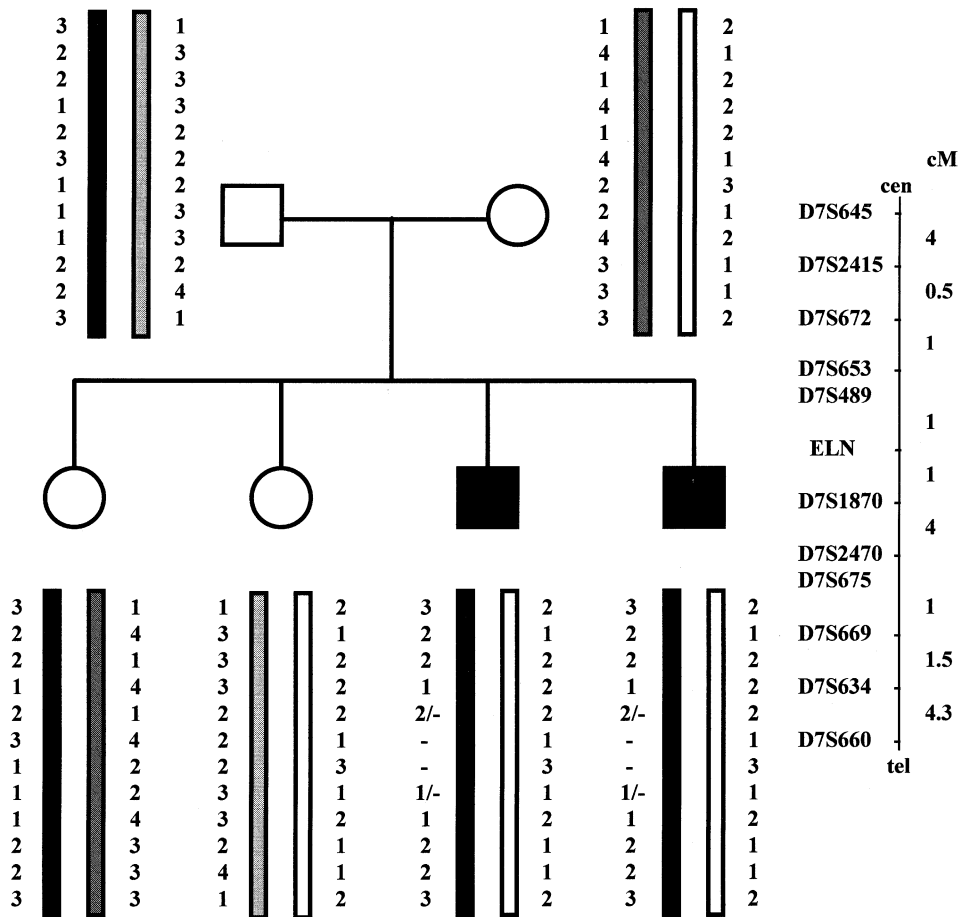 3 1 1 2
2 3 4 1
2 3 1 2
1 3 4 2
2 2 1 2
3 2 4 1 cM
1 2 2 3 cen
1 3 2 1 D7S645
1 3 4 2 4
2 2 3 1 D7S2415
2 4 3 1 0.5
3 1 3 2 D7S672
1
D7S653
D7S489
1
ELN
1
D7S1870
4
D7S2470
D7S675
3 1 1 2 3 2 3 2 1
2 4 3 1 2 1 2 1 D7S669
2 1 3 2 2 2 2 2 1.5
1 4 3 2 1 2 1 2 D7S634
2 1 2 2 2/- 2 2/- 2 4.3
3 4 2 1 - 1 - 1 D7S660
1 2 2 3 - 3 - 3 tel
1 2 3 1 1/- 1 1/- 1
1 4 3 2 1 2 1 2
2 3 2 1 2 1 2 1
2 3 4 1 2 1 2 1
3 3 1 2 3 2 3 2